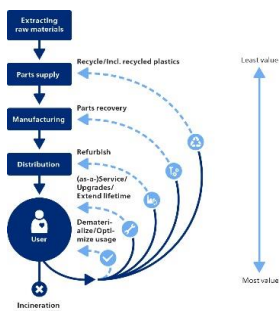 Extracting
raw materials
Recycle/Incl. recycled plastics
Least value
Parts supply
Parts recovery
Manufacturing
Refurbish
Distribution
(as-a-)Service/
Upgrades/
Extend lifetime
Demateri-
alize/Opti-
mize usage
User
Most value
Incineration